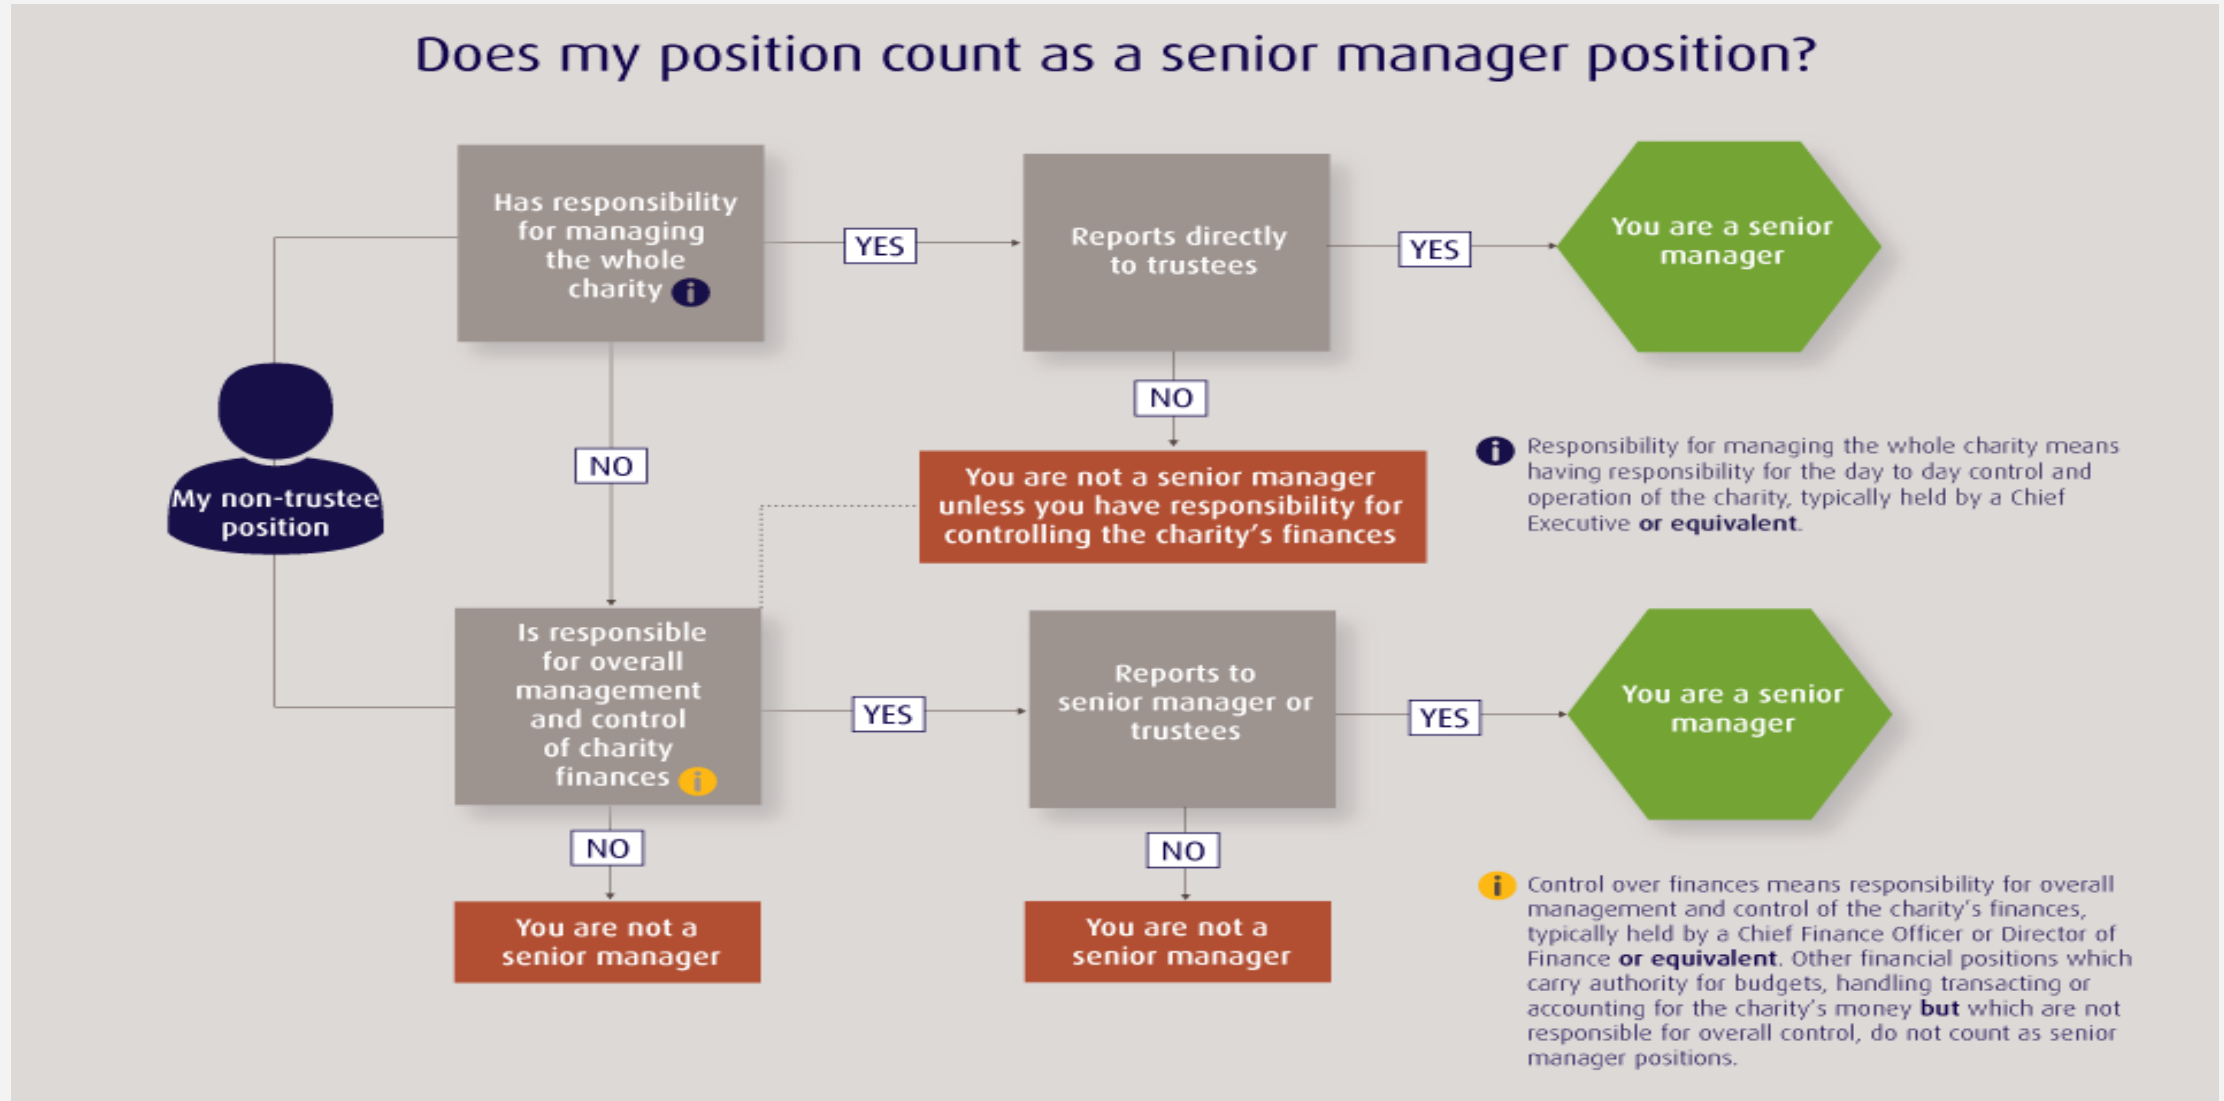 Does my position count as a senior manager position?
Has responsibility
for managing
the whole
charity i
YES
Reports directly
to trustees
YES
You are a senior
manager
NO
NO
My non-trustee
position
You are not a senior manager
unless you have responsibility for
controlling the charity's finances
i Responsibility for managing the whole charity means
having responsibility for the day to day control and
operation of the charity, typically held by a Chief
Executive or equivalent.
Is responsible
for overall
management
and control
of charity
finances i
YES
Reports to
senior manager or
trustees
YES
You are a senior
manager
NO
NO
You are not a
senior manager
You are not a
senior manager
i Control over finances means responsibility for overall
management and control of the charity's finances,
typically held by a Chief Finance Officer or Director of
Finance or equivalent. Other financial positions which
carry authority for budgets, handling transacting or
accounting for the charity's money but which are not
responsible for overall control, do not count as senior
manager positions.